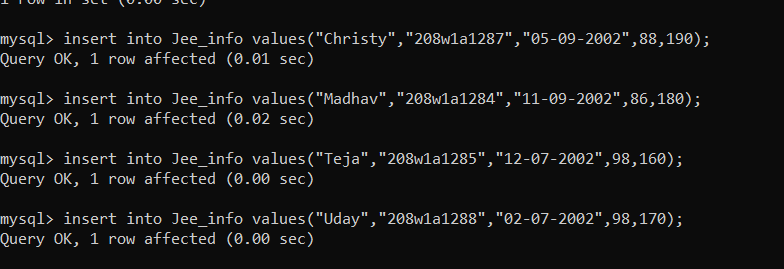 1 row in set (0.00 sec)
mysql> insert into Jee_info values("Christy","208w1a1287","05-09-2002",88,190);
Query OK, 1 row affected (0.01 sec)
mysql> insert into Jee_info values("Madhav","208w1a1284","11-09-2002",86,180);
Query OK, 1 row affected (0.02 sec)
mysql> insert into Jee_info values("Teja","208w1a1285","12-07-2002",98,160);
Query OK, 1 row affected (0.00 sec)
mysql> insert into Jee_info values("Uday","208w1a1288","02-07-2002",98,170);
Query OK, 1 row affected (0.00 sec)